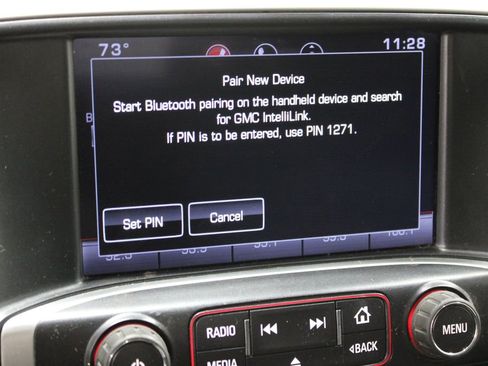 73° 11:28
Pair New Device
Start Bluetooth pairing on the handheld device and search
for GMC IntelliLink.
If PIN is to be entered, use PIN 1271.
Set PIN Cancel
RADIO
MENU
BACK
MEDIA